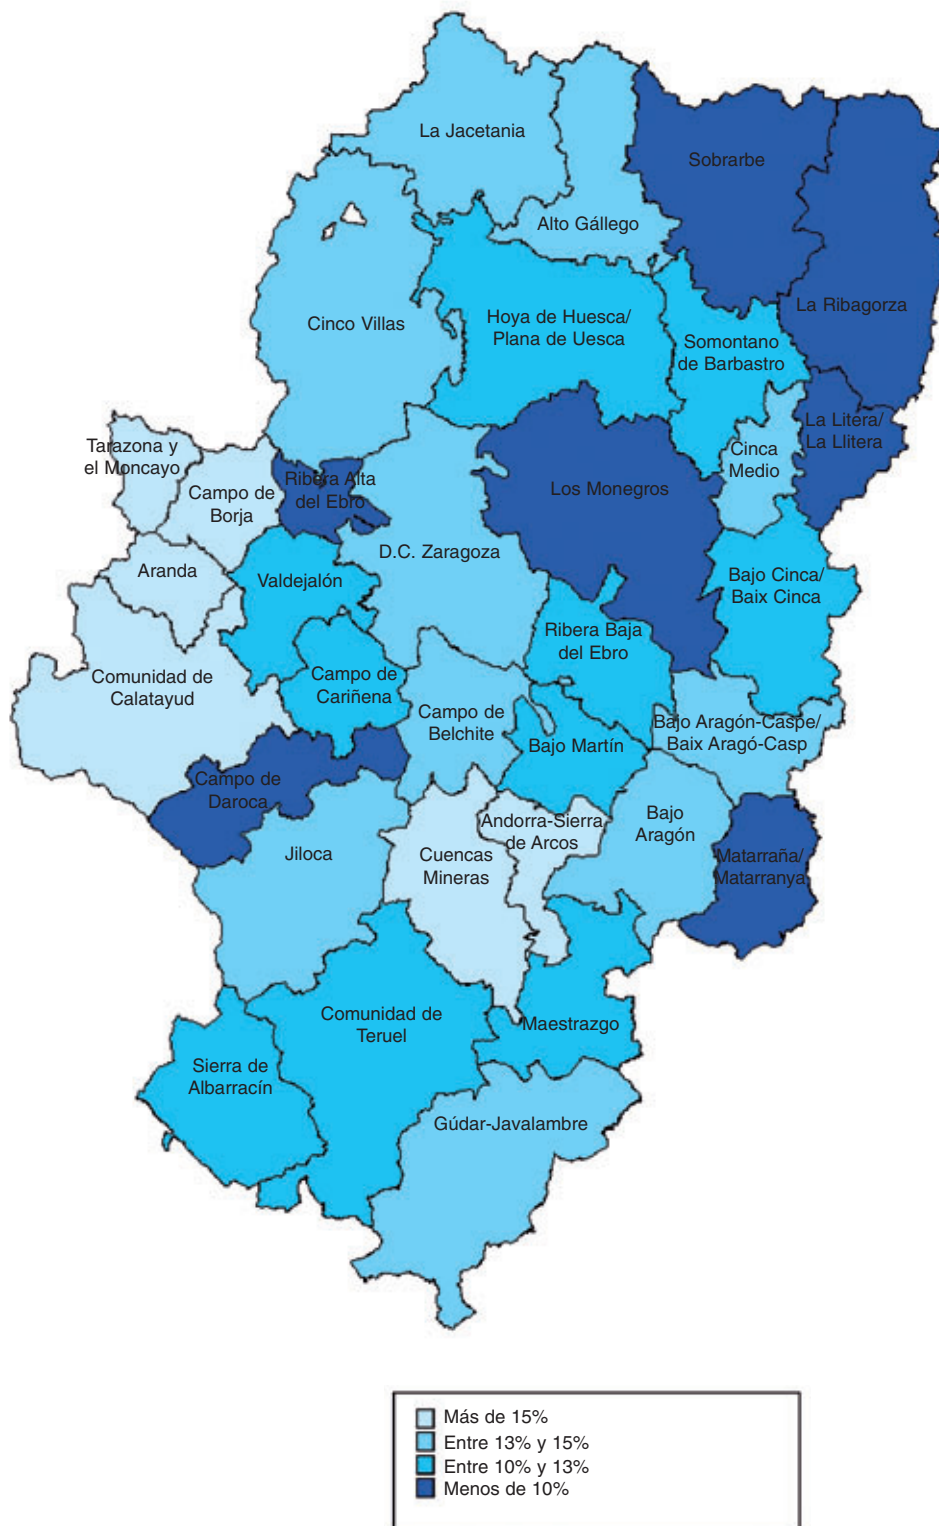 La Jacetania
Sobrarbe
Alto Gállego
La Ribagorza
Cinco Villas
Hoya de Huesca/
Plana de Uesca
Somontano
de Barbastro
La Litera/
La Llitera
Tarazona y
el Moncayo
Cinca
Medio
Ribera Alta
del Ebro
Campo de
Borja
Los Monegros
D.C. Zaragoza
Aranda
Valdejalón
Bajo Cinca/
Baix Cinca
Ribera Baja
del Ebro
Comunidad de
Calatayud
Campo de
Cariñena
Campo de
Belchite
Bajo Aragón-Caspe/
Baix Aragó-Casp
Bajo Martín
Campo de
Daroca
Andorra-Sierra
de Arcos
Bajo
Aragón
Jiloca
Cuencas
Mineras
Matarraña/
Matarranya
Comunidad de
Teruel
Maestrazgo
Sierra de
Albarracín
Gúdar-Javalambre
Más de 15%
Entre 13% y 15%
Entre 10% y 13%
Menos de 10%